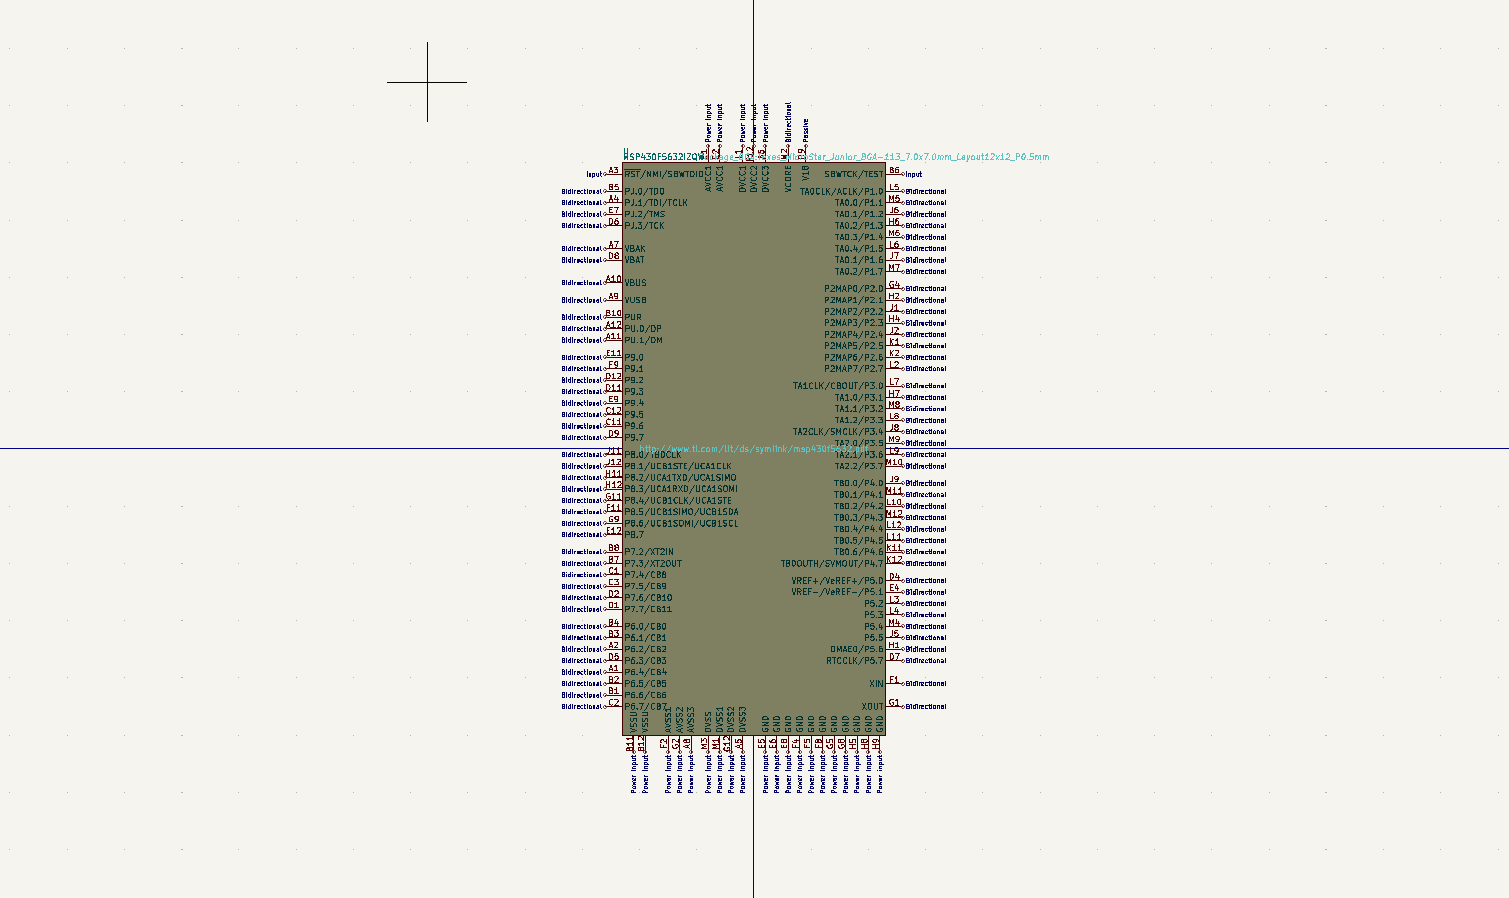 Power Input
Power Input
Power Input
Power Input
Power Input
Bidirectional
Passive
U
AVCC1
AVCC1
DVCC1
DVCC2
DVCC3
VCORE
V18
Input A3 RST/NMI/SBWTDIO
Bidirectional B5 PJ.0/TDO
Bidirectional A4 PJ.1/TDI/TCLK
Bidirectional E7 PJ.2/TMS
Bidirectional D6 PJ.3/TCK
Bidirectional A7 VBAK
Bidirectional D8 VBAT
Bidirectional A10 VBUS
Bidirectional A9 VUSB
Bidirectional B10 PUR
Bidirectional A12 PU.0/DP
Bidirectional A11 PU.1/DM
Bidirectional E11 P9.0
Bidirectional F9 P9.1
Bidirectional D12 P9.2
Bidirectional D11 P9.3
Bidirectional E9 P9.4
Bidirectional C12 P9.5
Bidirectional C11 P9.6
Bidirectional D9 P9.7
http://www.ti.com/lit/ds/symlink/msp430f5632.pdf
Bidirectional J11 P8.0/TB0CLK
Bidirectional J12 P8.1/UCB1STE/UCA1CLK
Bidirectional H11 P8.2/UCA1TXD/UCA1SIMO
Bidirectional H12 P8.3/UCA1RXD/UCA1SOMI
Bidirectional G11 P8.4/UCB1CLK/UCA1STE
Bidirectional F11 P8.5/UCB1SIMO/UCB1SDA
Bidirectional G9 P8.6/UCB1SOMI/UCB1SCL
Bidirectional E12 P8.7
Bidirectional B8 P7.2/XT2IN
Bidirectional B7 P7.3/XT2OUT
Bidirectional C1 P7.4/CB8
Bidirectional C3 P7.5/CB9
Bidirectional D2 P7.6/CB10
Bidirectional D1 P7.7/CB11
Bidirectional B4 P6.0/CB0
Bidirectional B3 P6.1/CB1
Bidirectional A2 P6.2/CB2
Bidirectional D5 P6.3/CB3
Bidirectional A1 P6.4/CB4
Bidirectional B2 P6.5/CB5
Bidirectional B1 P6.6/CB6
Bidirectional C2 P6.7/CB7
SBWTCK/TEST B6 Input
TA0CLK/ACLK/P1.0 L5 Bidirectional
TA0.0/P1.1 M5 Bidirectional
TA0.1/P1.2 J6 Bidirectional
TA0.2/P1.3 H6 Bidirectional
TA0.3/P1.4 M6 Bidirectional
TA0.4/P1.5 L6 Bidirectional
TA0.1/P1.6 J7 Bidirectional
TA0.2/P1.7 M7 Bidirectional
P2MAP0/P2.0 G4 Bidirectional
P2MAP1/P2.1 H2 Bidirectional
P2MAP2/P2.2 J1 Bidirectional
P2MAP3/P2.3 H4 Bidirectional
P2MAP4/P2.4 J2 Bidirectional
P2MAP5/P2.5 K1 Bidirectional
P2MAP6/P2.6 K2 Bidirectional
P2MAP7/P2.7 L2 Bidirectional
TA1CLK/CBOUT/P3.0 L7 Bidirectional
TA1.0/P3.1 H7 Bidirectional
TA1.1/P3.2 M8 Bidirectional
TA1.2/P3.3 L8 Bidirectional
TA2CLK/SMCLK/P3.4 J8 Bidirectional
TA2.0/P3.5 M9 Bidirectional
TA2.1/P3.6 L9 Bidirectional
TA2.2/P3.7 M10 Bidirectional
TB0.0/P4.0 J9 Bidirectional
TB0.1/P4.1 M11 Bidirectional
TB0.2/P4.2 L10 Bidirectional
TB0.3/P4.3 M12 Bidirectional
TB0.4/P4.4 L12 Bidirectional
TB0.5/P4.5 L11 Bidirectional
TB0.6/P4.6 K11 Bidirectional
TB0OUTH/SVMOUT/P4.7 K12 Bidirectional
VREF+/VeREF+/P5.0 D4 Bidirectional
VREF-/VeREF-/P5.1 E4 Bidirectional
P5.2 L3 Bidirectional
P5.3 L4 Bidirectional
P5.4 M4 Bidirectional
P5.5 J5 Bidirectional
DMAE0/P5.6 H1 Bidirectional
RTCCLK/P5.7 D7 Bidirectional
XIN F1 Bidirectional
XOUT G1 Bidirectional
VSSU B11 Power Input
VSSU B12 Power Input
AVSS1 F2 Power Input
AVSS2 G2 Power Input
AVSS3 A8 Power Input
DVSS M3 Power Input
DVSS1 M1 Power Input
DVSS2 G12 Power Input
DVSS3 A5 Power Input
GND E5 Power Input
GND E6 Power Input
GND E8 Power Input
GND F4 Power Input
GND F5 Power Input
GND F8 Power Input
GND G5 Power Input
GND G8 Power Input
GND H5 Power Input
GND H8 Power Input
GND H9 Power Input